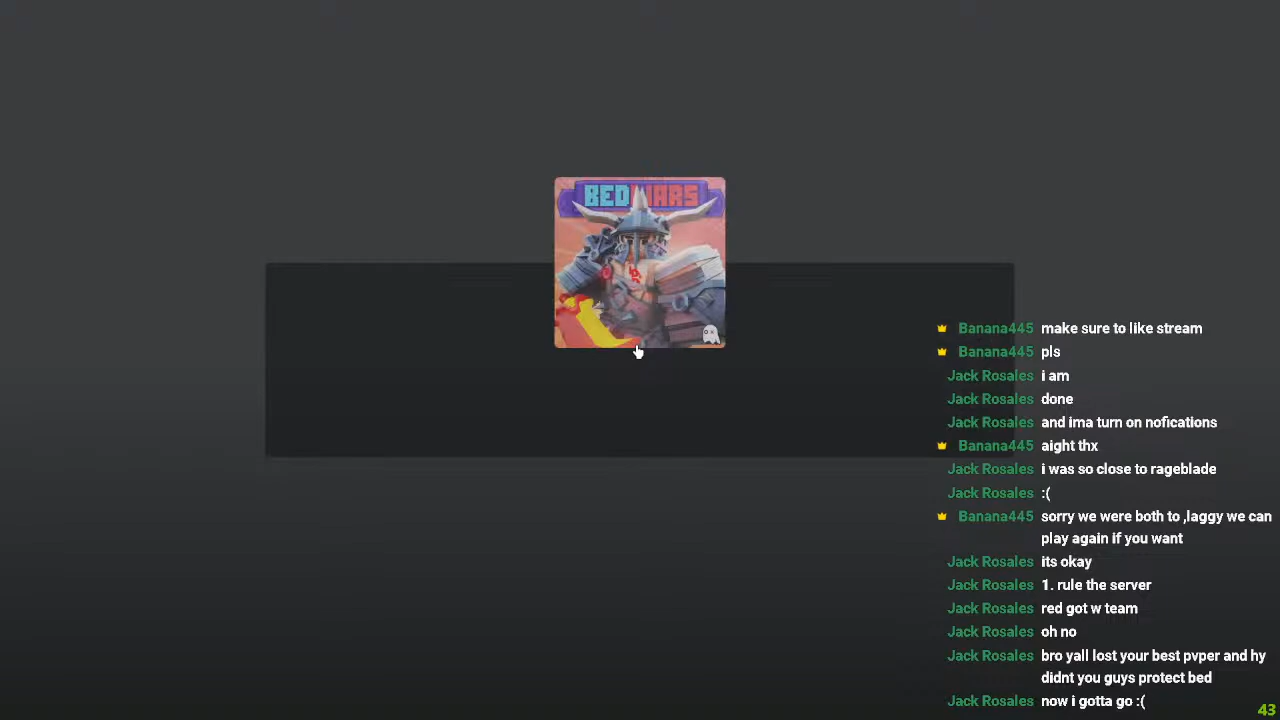 BEDWARS
Banana445 make sure to like stream
Banana445 pls
Jack Rosales i am
Jack Rosales done
Jack Rosales and ima turn on nofications
Banana445 aight thx
Jack Rosales i was so close to rageblade
Jack Rosales :(
Banana445 sorry we were both to ,laggy we can
play again if you want
Jack Rosales its okay
Jack Rosales 1. rule the server
Jack Rosales red got w team
Jack Rosales oh no
Jack Rosales bro yall lost your best pvper and hy
didnt you guys protect bed
Jack Rosales now i gotta go :(
43